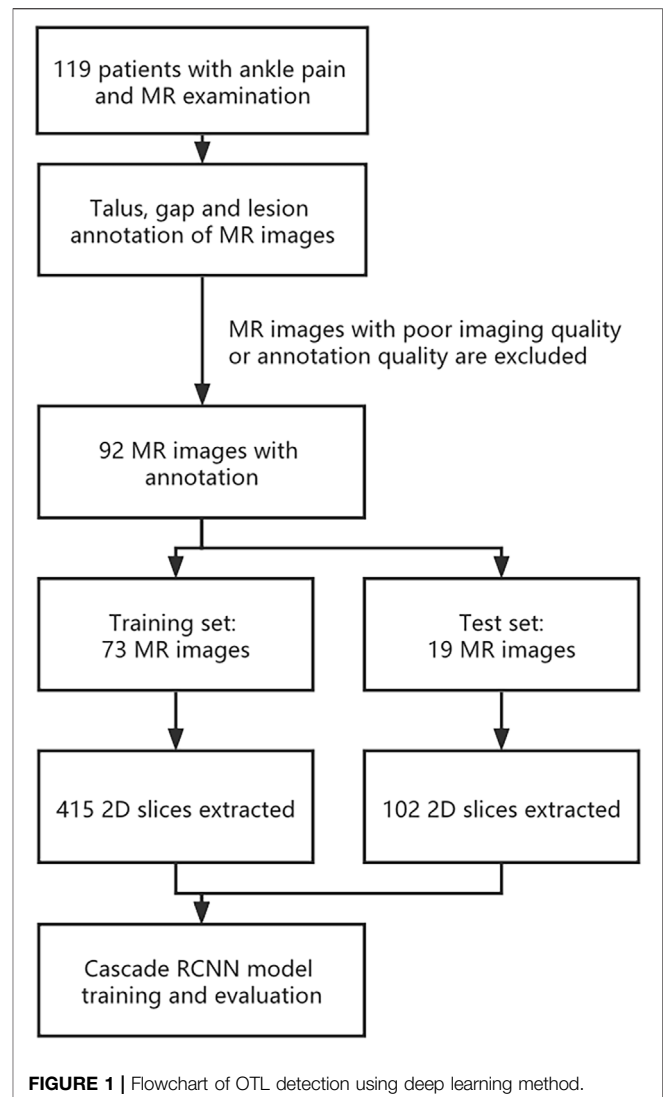 119 patients with ankle pain
and MR examination
Talus, gap and lesion
annotation of MR images
MR images with poor imaging quality
or annotation quality are excluded
92 MR images with
annotation
Training set:
73 MR images
Test set:
19 MR images
415 2D slices extracted
102 2D slices extracted
Cascade RCNN model
training and evaluation
FIGURE 1 | Flowchart of OTL detection using deep learning method.